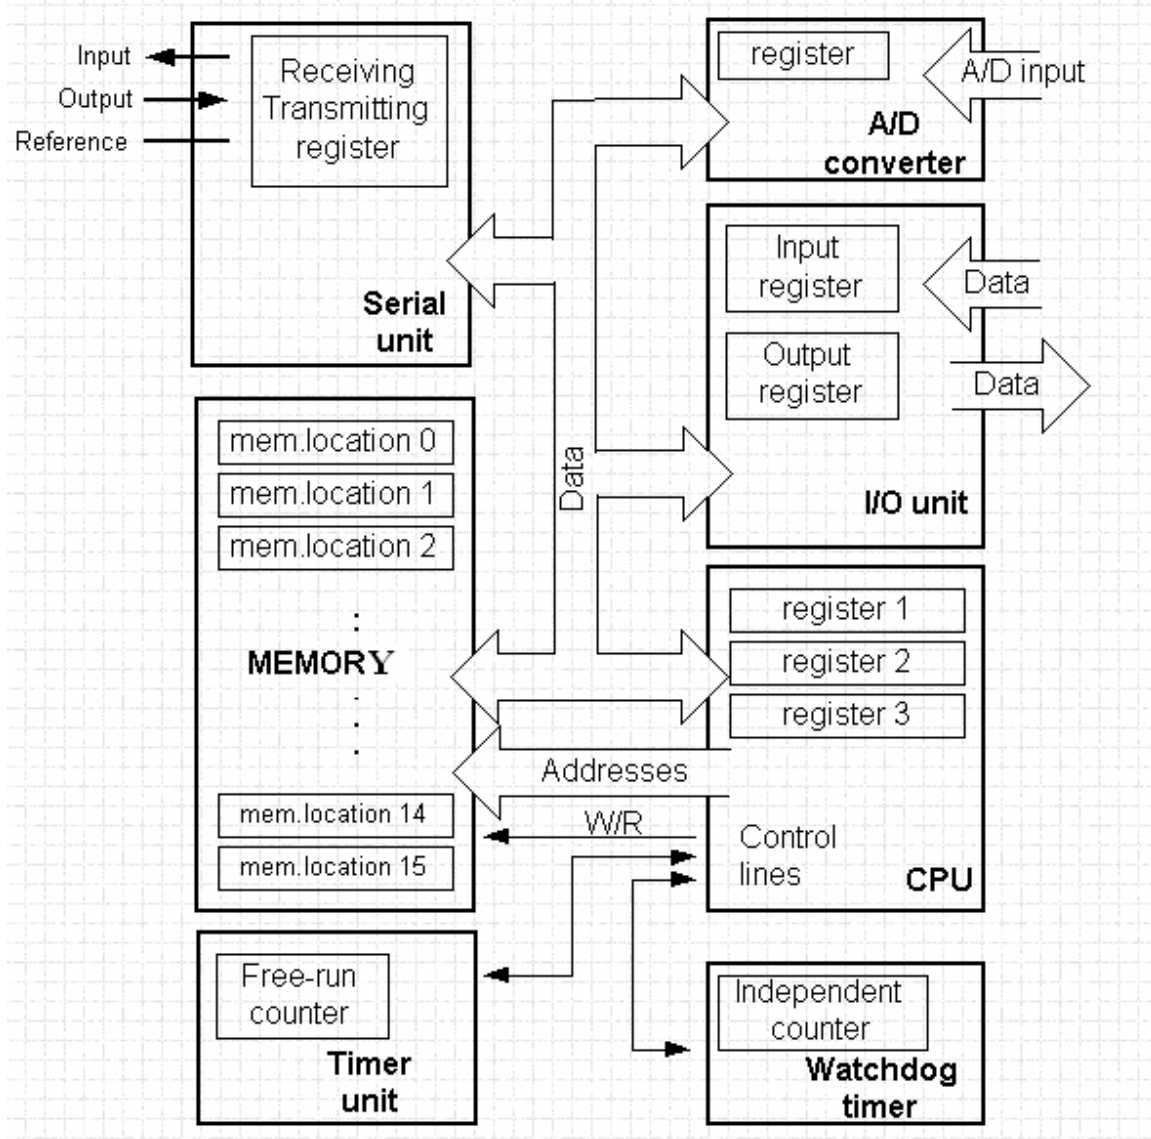 Input
Output
Reference
Receiving
Transmitting
register
Serial
unit
register
A/D input
A/D
converter
Input
register
Data
Output
register
Data
I/O unit
Data
mem.location 0
mem.location 1
mem.location 2
MEMORY
mem.location 14
mem.location 15
register 1
register 2
register 3
Addresses
W/R
Control
lines
CPU
Free-run
counter
Timer
unit
Independent
counter
Watchdog
timer